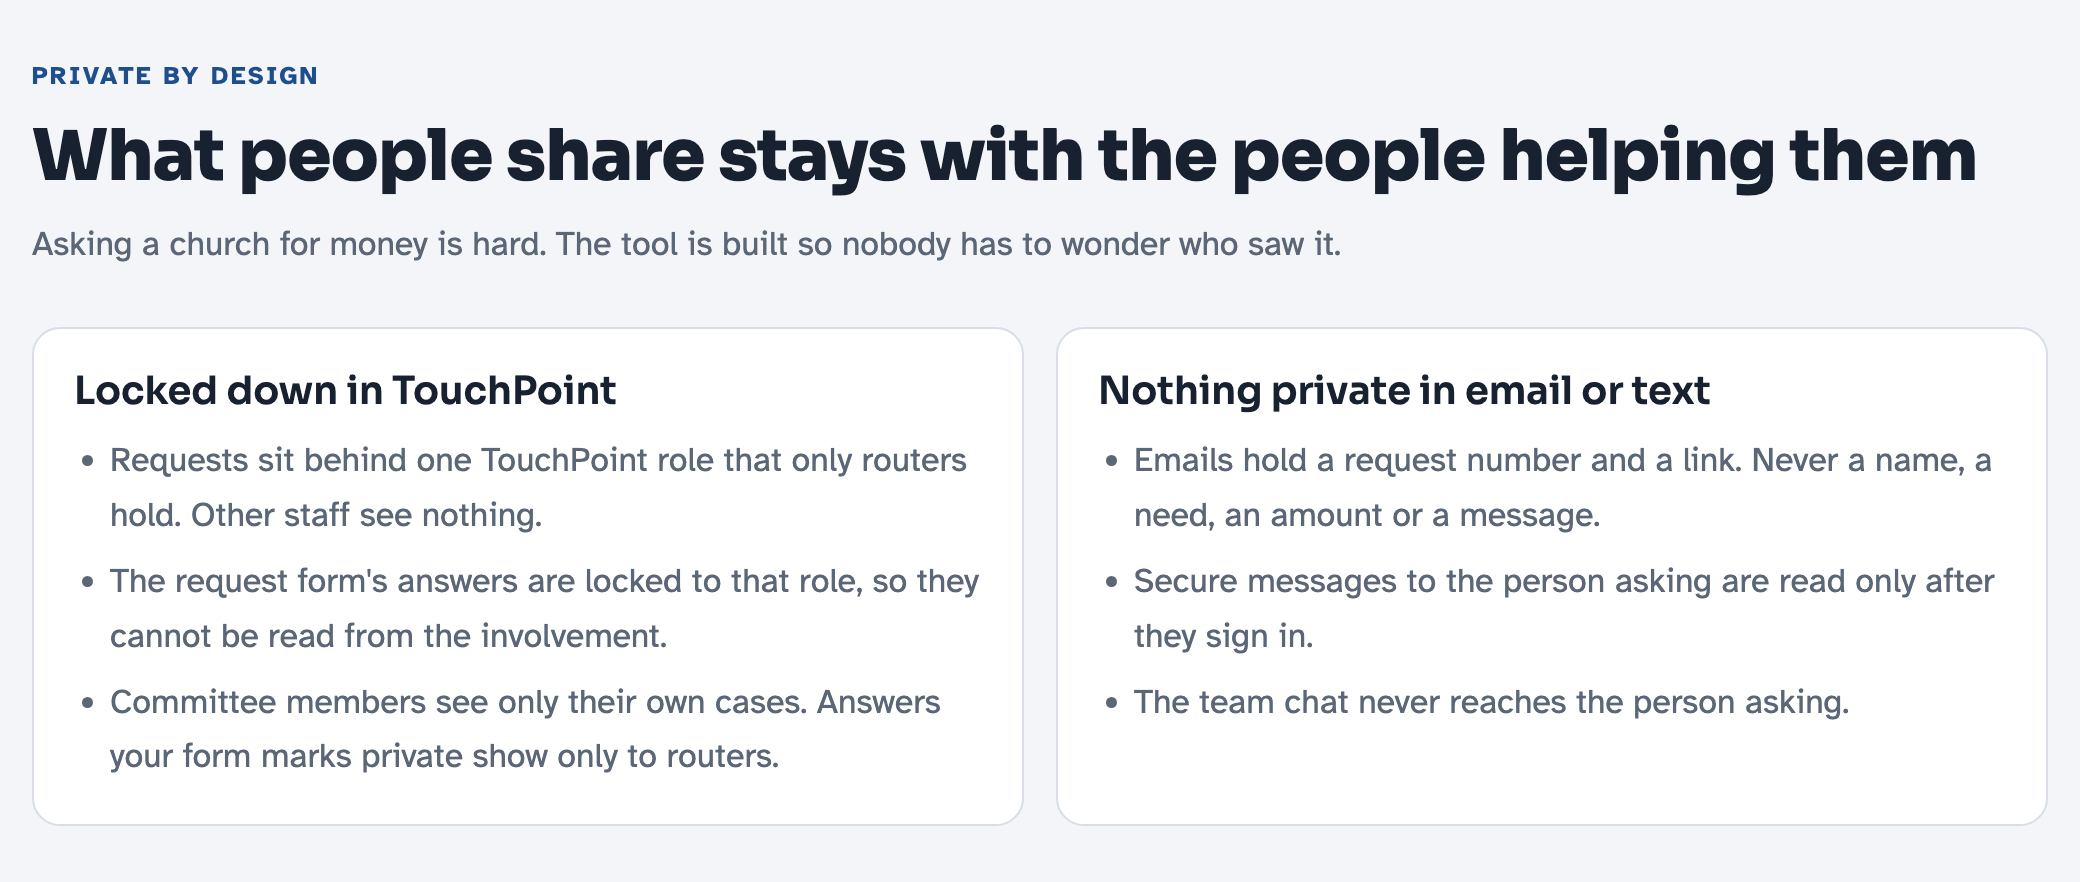 PRIVATE BY DESIGN
What people share stays with the people helping them
Asking a church for money is hard. The tool is built so nobody has to wonder who saw it.
Locked down in TouchPoint
• Requests sit behind one TouchPoint role that only routers
hold. Other staff see nothing.
• The request form's answers are locked to that role, so they
cannot be read from the involvement.
• Committee members see only their own cases. Answers
your form marks private show only to routers.
Nothing private in email or text
• Emails hold a request number and a link. Never a name, a
need, an amount or a message.
• Secure messages to the person asking are read only after
they sign in.
• The team chat never reaches the person asking.